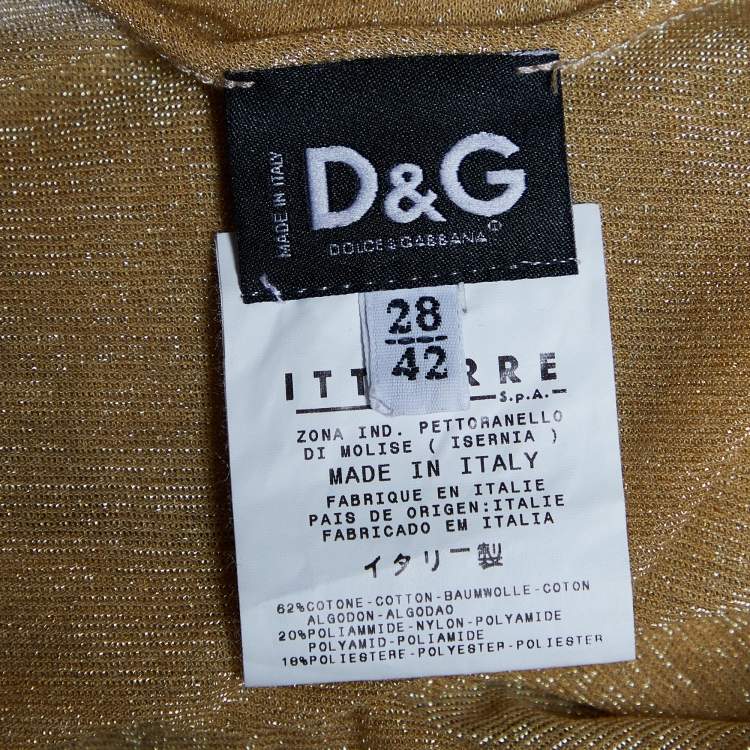 MADE IN ITALY
D&G
DOLCE & GABBANA
28
42
S.p.A.
ZONA IND. PETTORANELLO
DI MOLISE ( ISERNIA )
MADE IN ITALY
FABRIQUE EN ITALIE
PAIS DE ORIGEN:ITALIE
FABRICADO EM ITALIA
イタリー製
62%COTONE-COTTON-BAUMWOLLE-COTON
ALGODON-ALGODAO
20%POLIAMMIDE-NYLON-POLYAMIDE
POLYAMID-POLIAMIDE
18%POLIESTERE-POLYESTER-POLIESTER